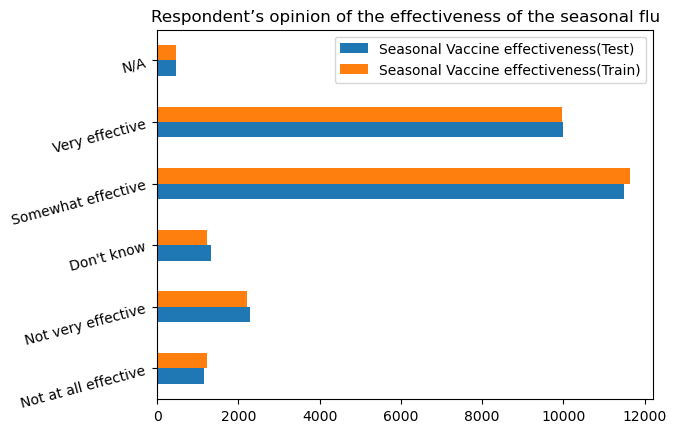 Respondent’s opinion of the effectiveness of the seasonal flu
Seasonal Vaccine effectiveness(Test)
Seasonal Vaccine effectiveness(Train)
N/A
Very effective
Somewhat effective
Don't know
Not very effective
Not at all effective
0 2000 4000 6000 8000 10000 12000